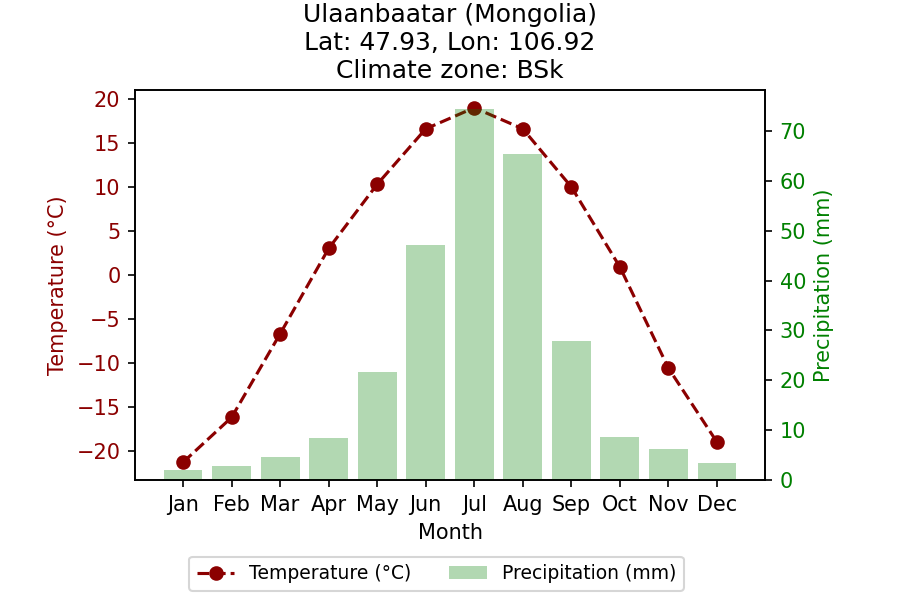 Ulaanbaatar (Mongolia)
Lat: 47.93, Lon: 106.92
Climate zone: BSk
20
15
10
5
0
−5
−10
−15
−20
Temperature (°C)
70
60
50
40
30
20
10
0
Precipitation (mm)
Jan Feb Mar Apr May Jun Jul Aug Sep Oct Nov Dec
Month
Temperature (°C) Precipitation (mm)